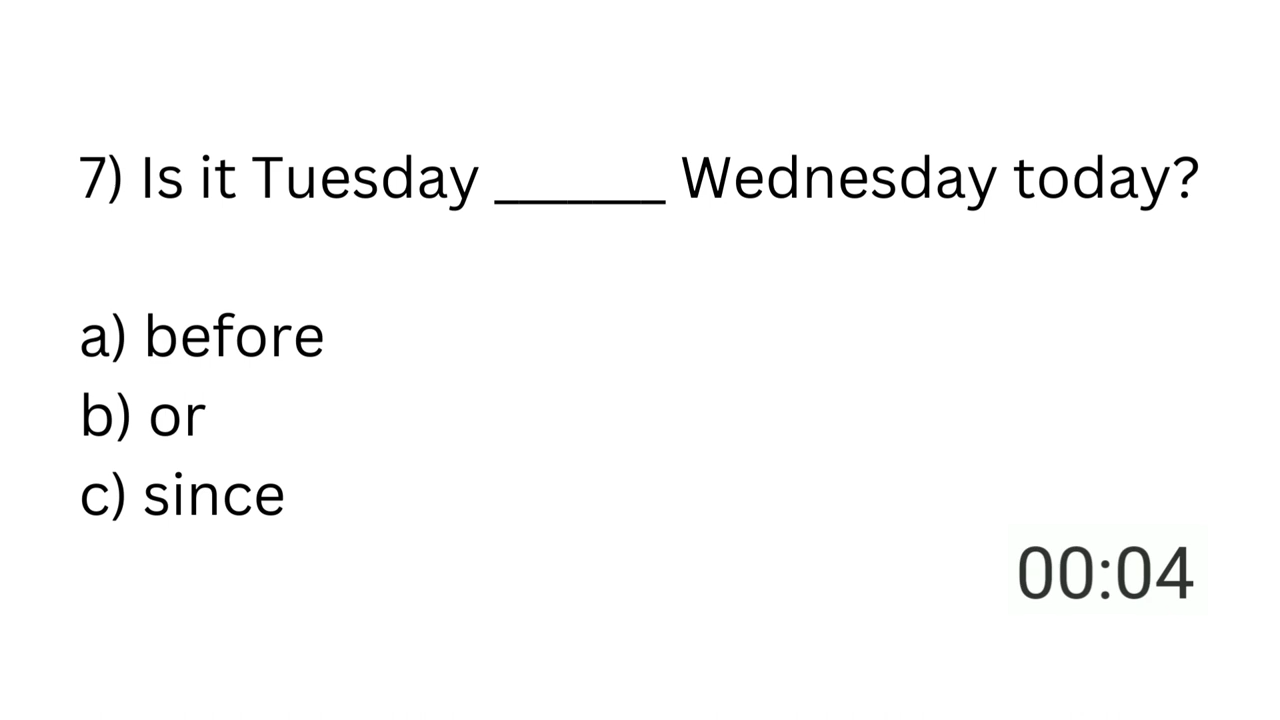 7) Is it Tuesday ______ Wednesday today?
a) before
b) or
c) since
00:04